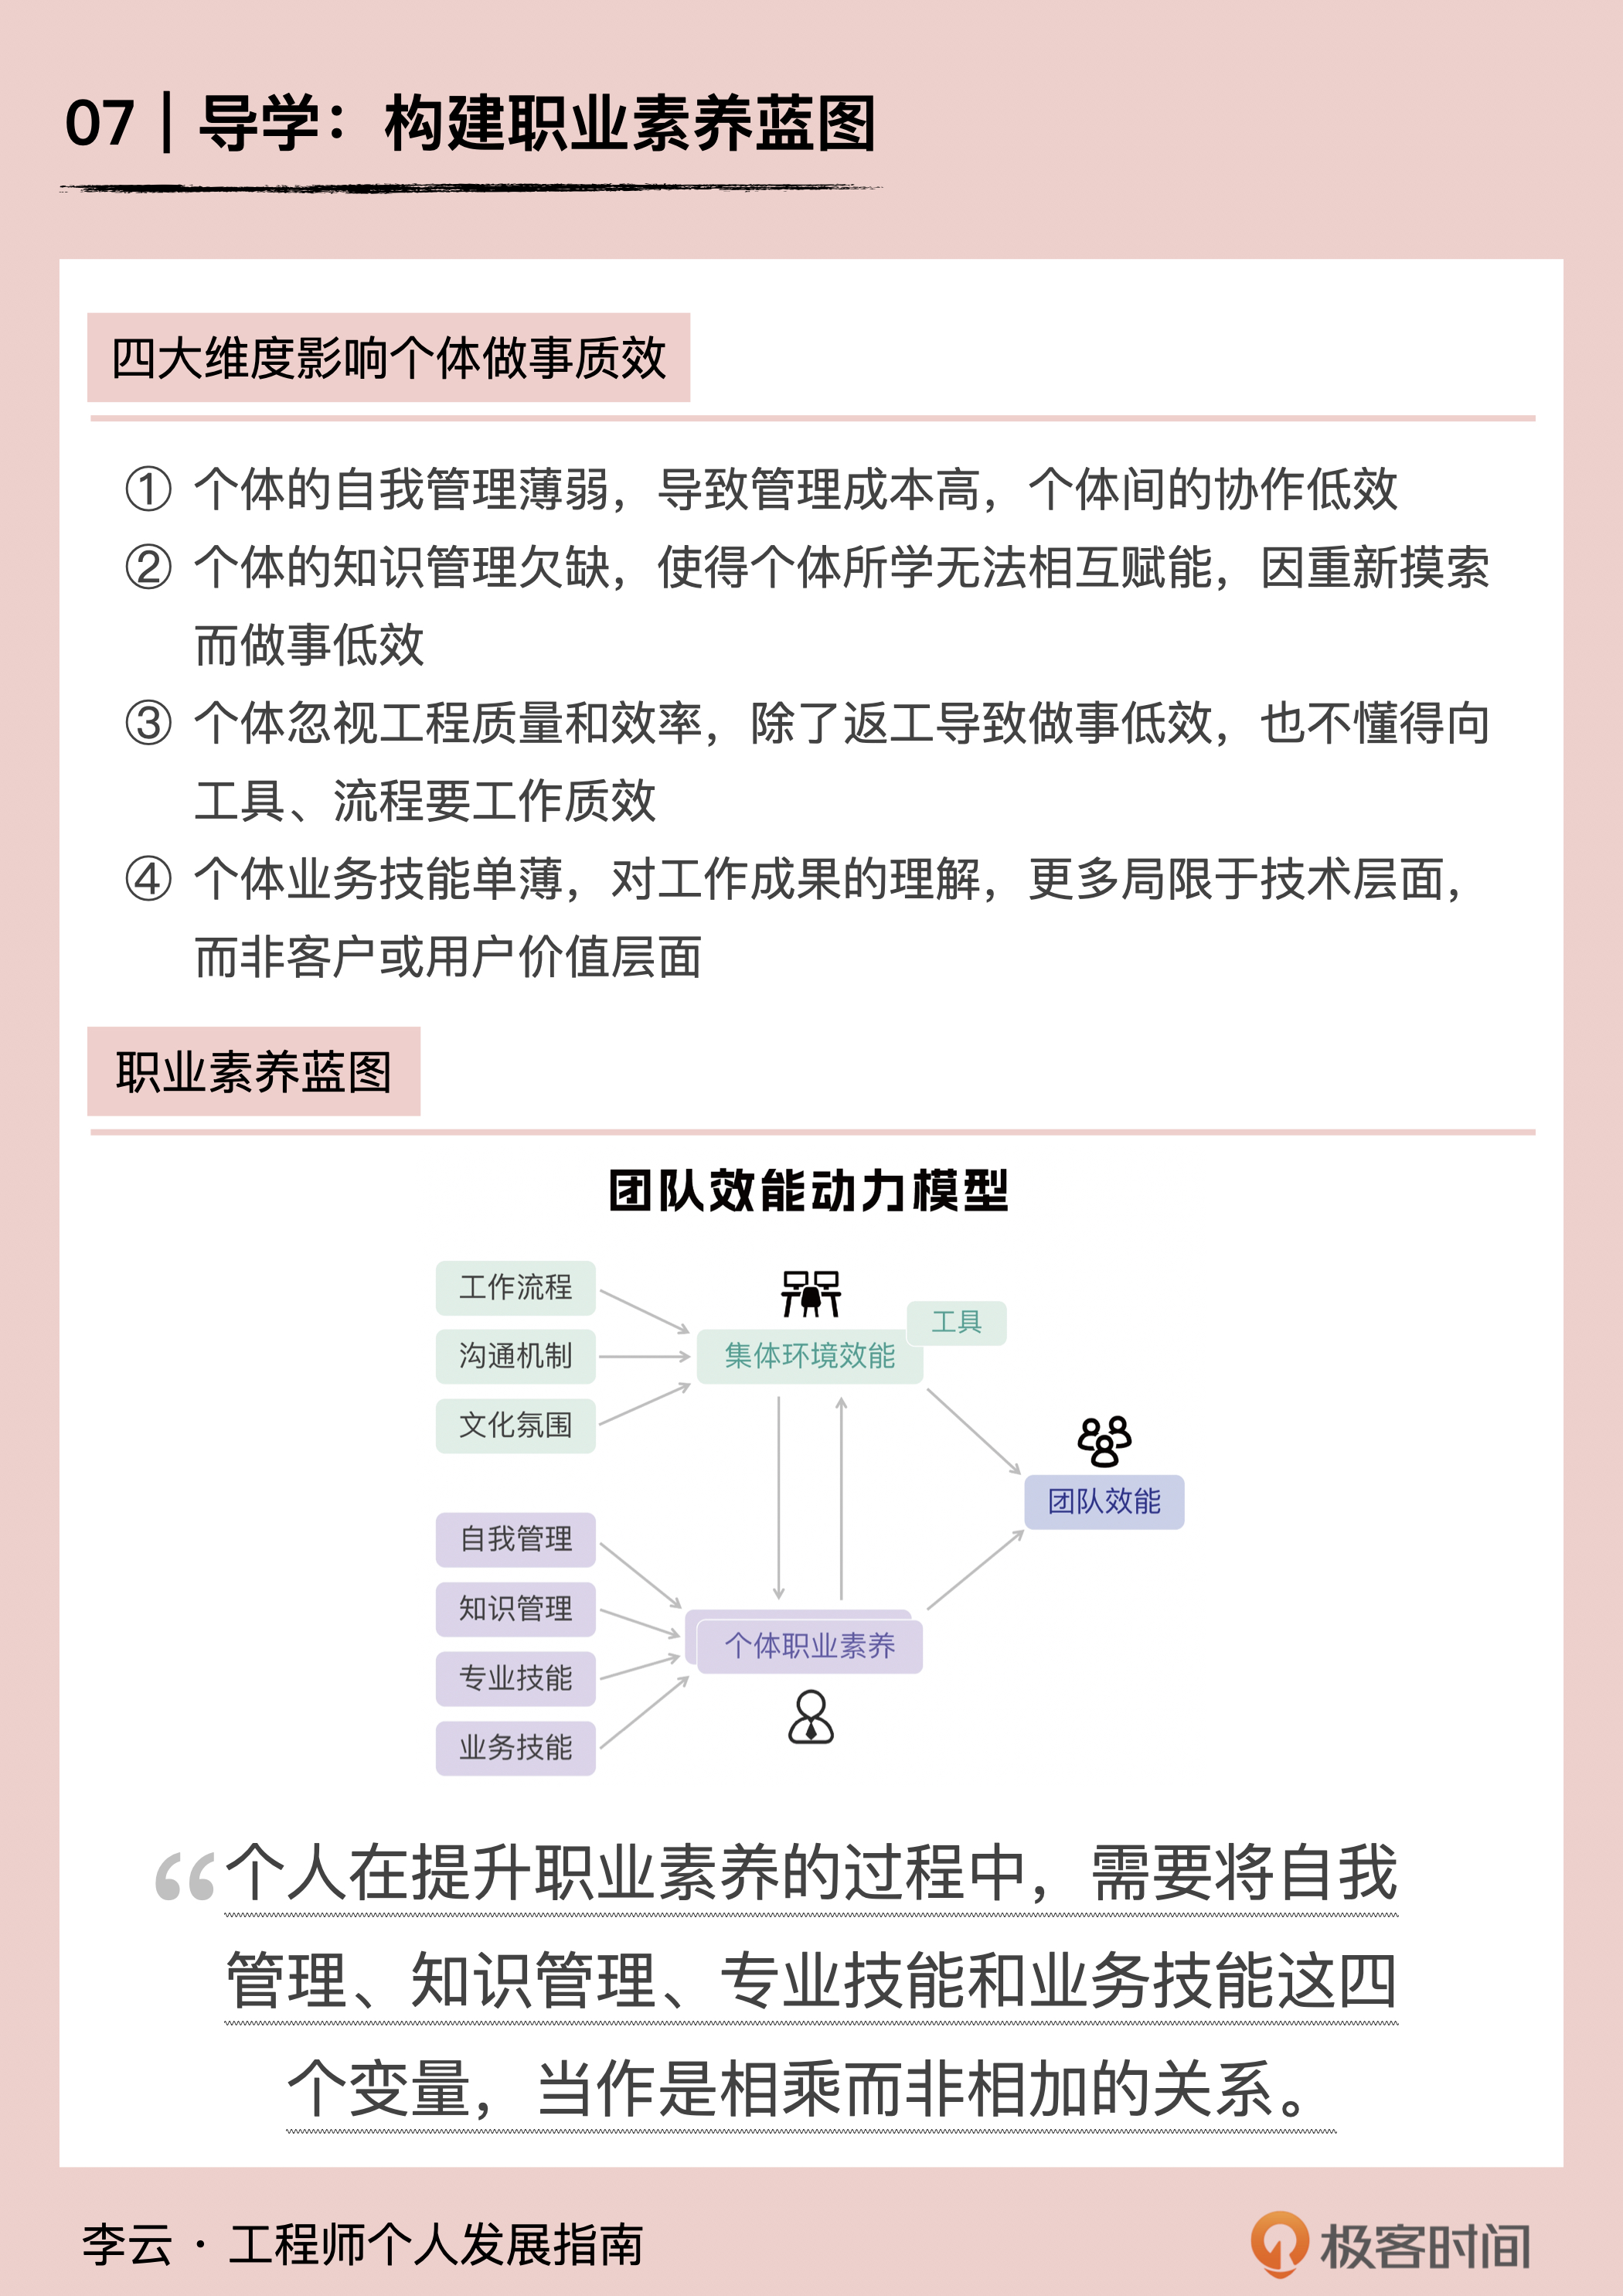 07｜导学：构建职业素养蓝图
四大维度影响个体做事质效
① 个体的自我管理薄弱，导致管理成本高，个体间的协作低效
② 个体的知识管理欠缺，使得个体所学无法相互赋能，因重新摸索
而做事低效
③ 个体忽视工程质量和效率，除了返工导致做事低效，也不懂得向
工具、流程要工作质效
④ 个体业务技能单薄，对工作成果的理解，更多局限于技术层面，
而非客户或用户价值层面
职业素养蓝图
团队效能动力模型
工作流程
沟通机制
文化氛围
集体环境效能
工具
团队效能
自我管理
知识管理
专业技能
业务技能
个体职业素养
“个人在提升职业素养的过程中，需要将自我
管理、知识管理、专业技能和业务技能这四
个变量，当作是相乘而非相加的关系。
李云 · 工程师个人发展指南
极客时间